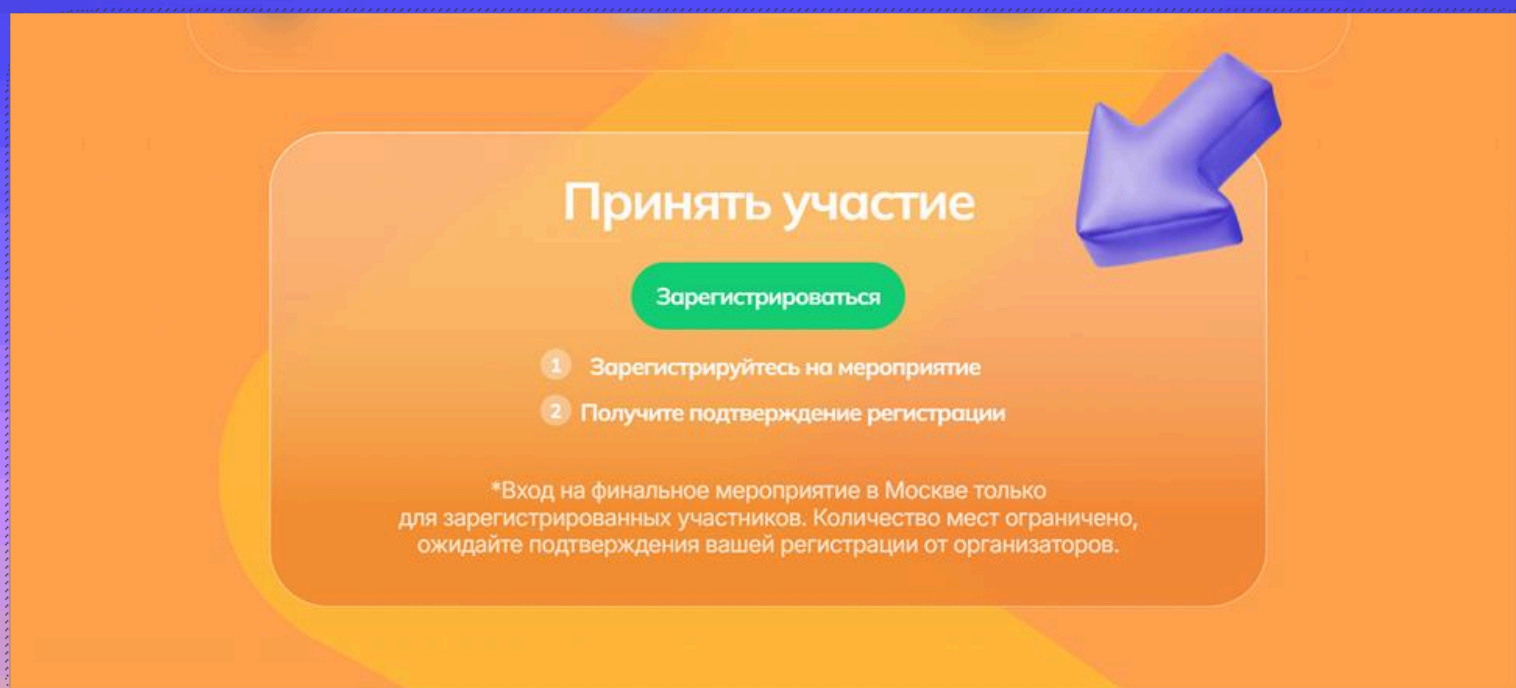 Принять участие
Зарегистрироваться
1 Зарегистрируйтесь на мероприятие
2 Получите подтверждение регистрации
*Вход на финальное мероприятие в Москве только
для зарегистрированных участников. Количество мест ограничено,
ожидайте подтверждения вашей регистрации от организаторов.